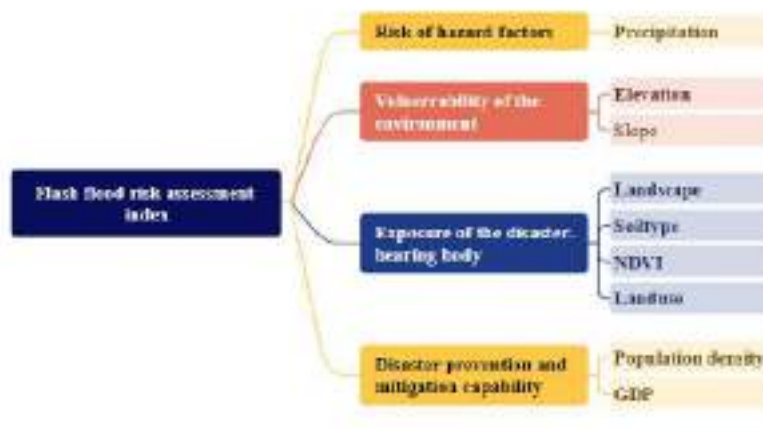 Risk of hazard factors
Precipitation
Vulnerability of the
environment
Elevation
Slope
Flash flood risk assessment
index
Exposure of the disaster-
bearing body
Landscape
Soiltype
NDVI
Landuse
Disaster prevention and
mitigation capability
Population density
GDP